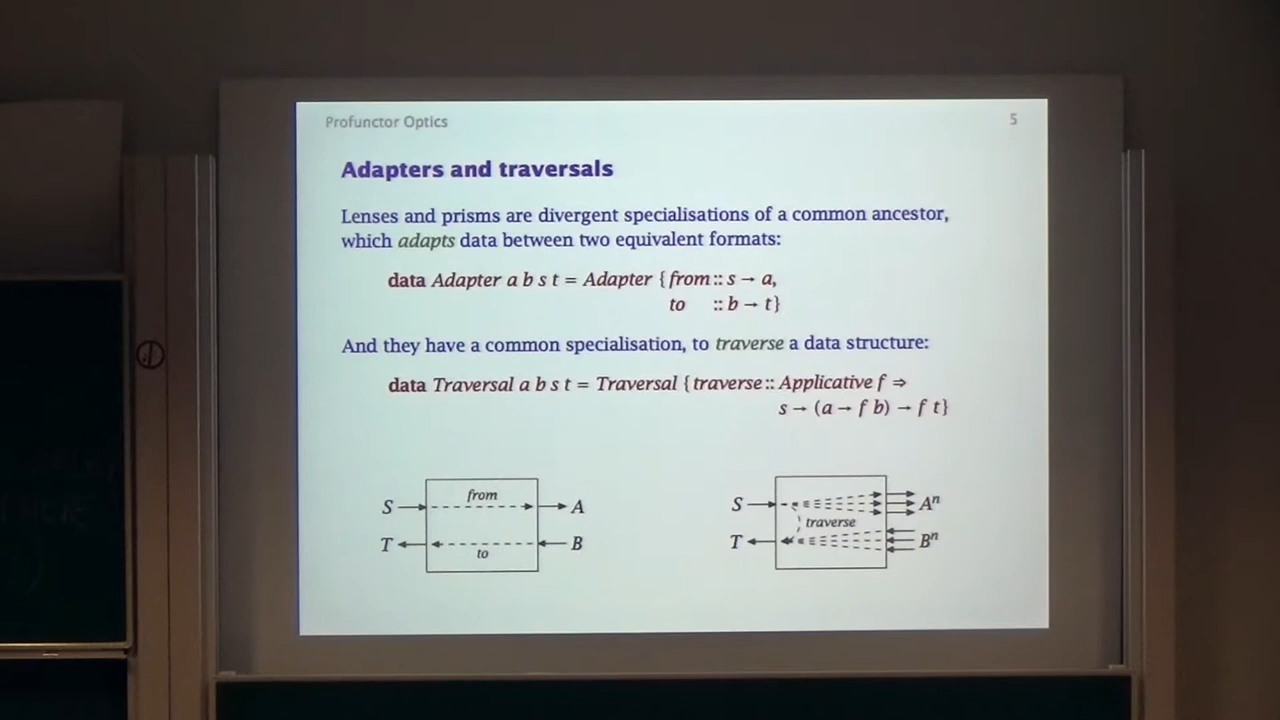 Profunctor Optics 5
Adapters and traversals
Lenses and prisms are divergent specialisations of a common ancestor,
which adapts data between two equivalent formats:
data Adapter a b s t = Adapter {from :: s → a,
to :: b → t}
And they have a common specialisation, to traverse a data structure:
data Traversal a b s t = Traversal {traverse :: Applicative f ⇒
s → (a → f b) → f t}
S from A
T to B
S traverse Aⁿ
T Bⁿ